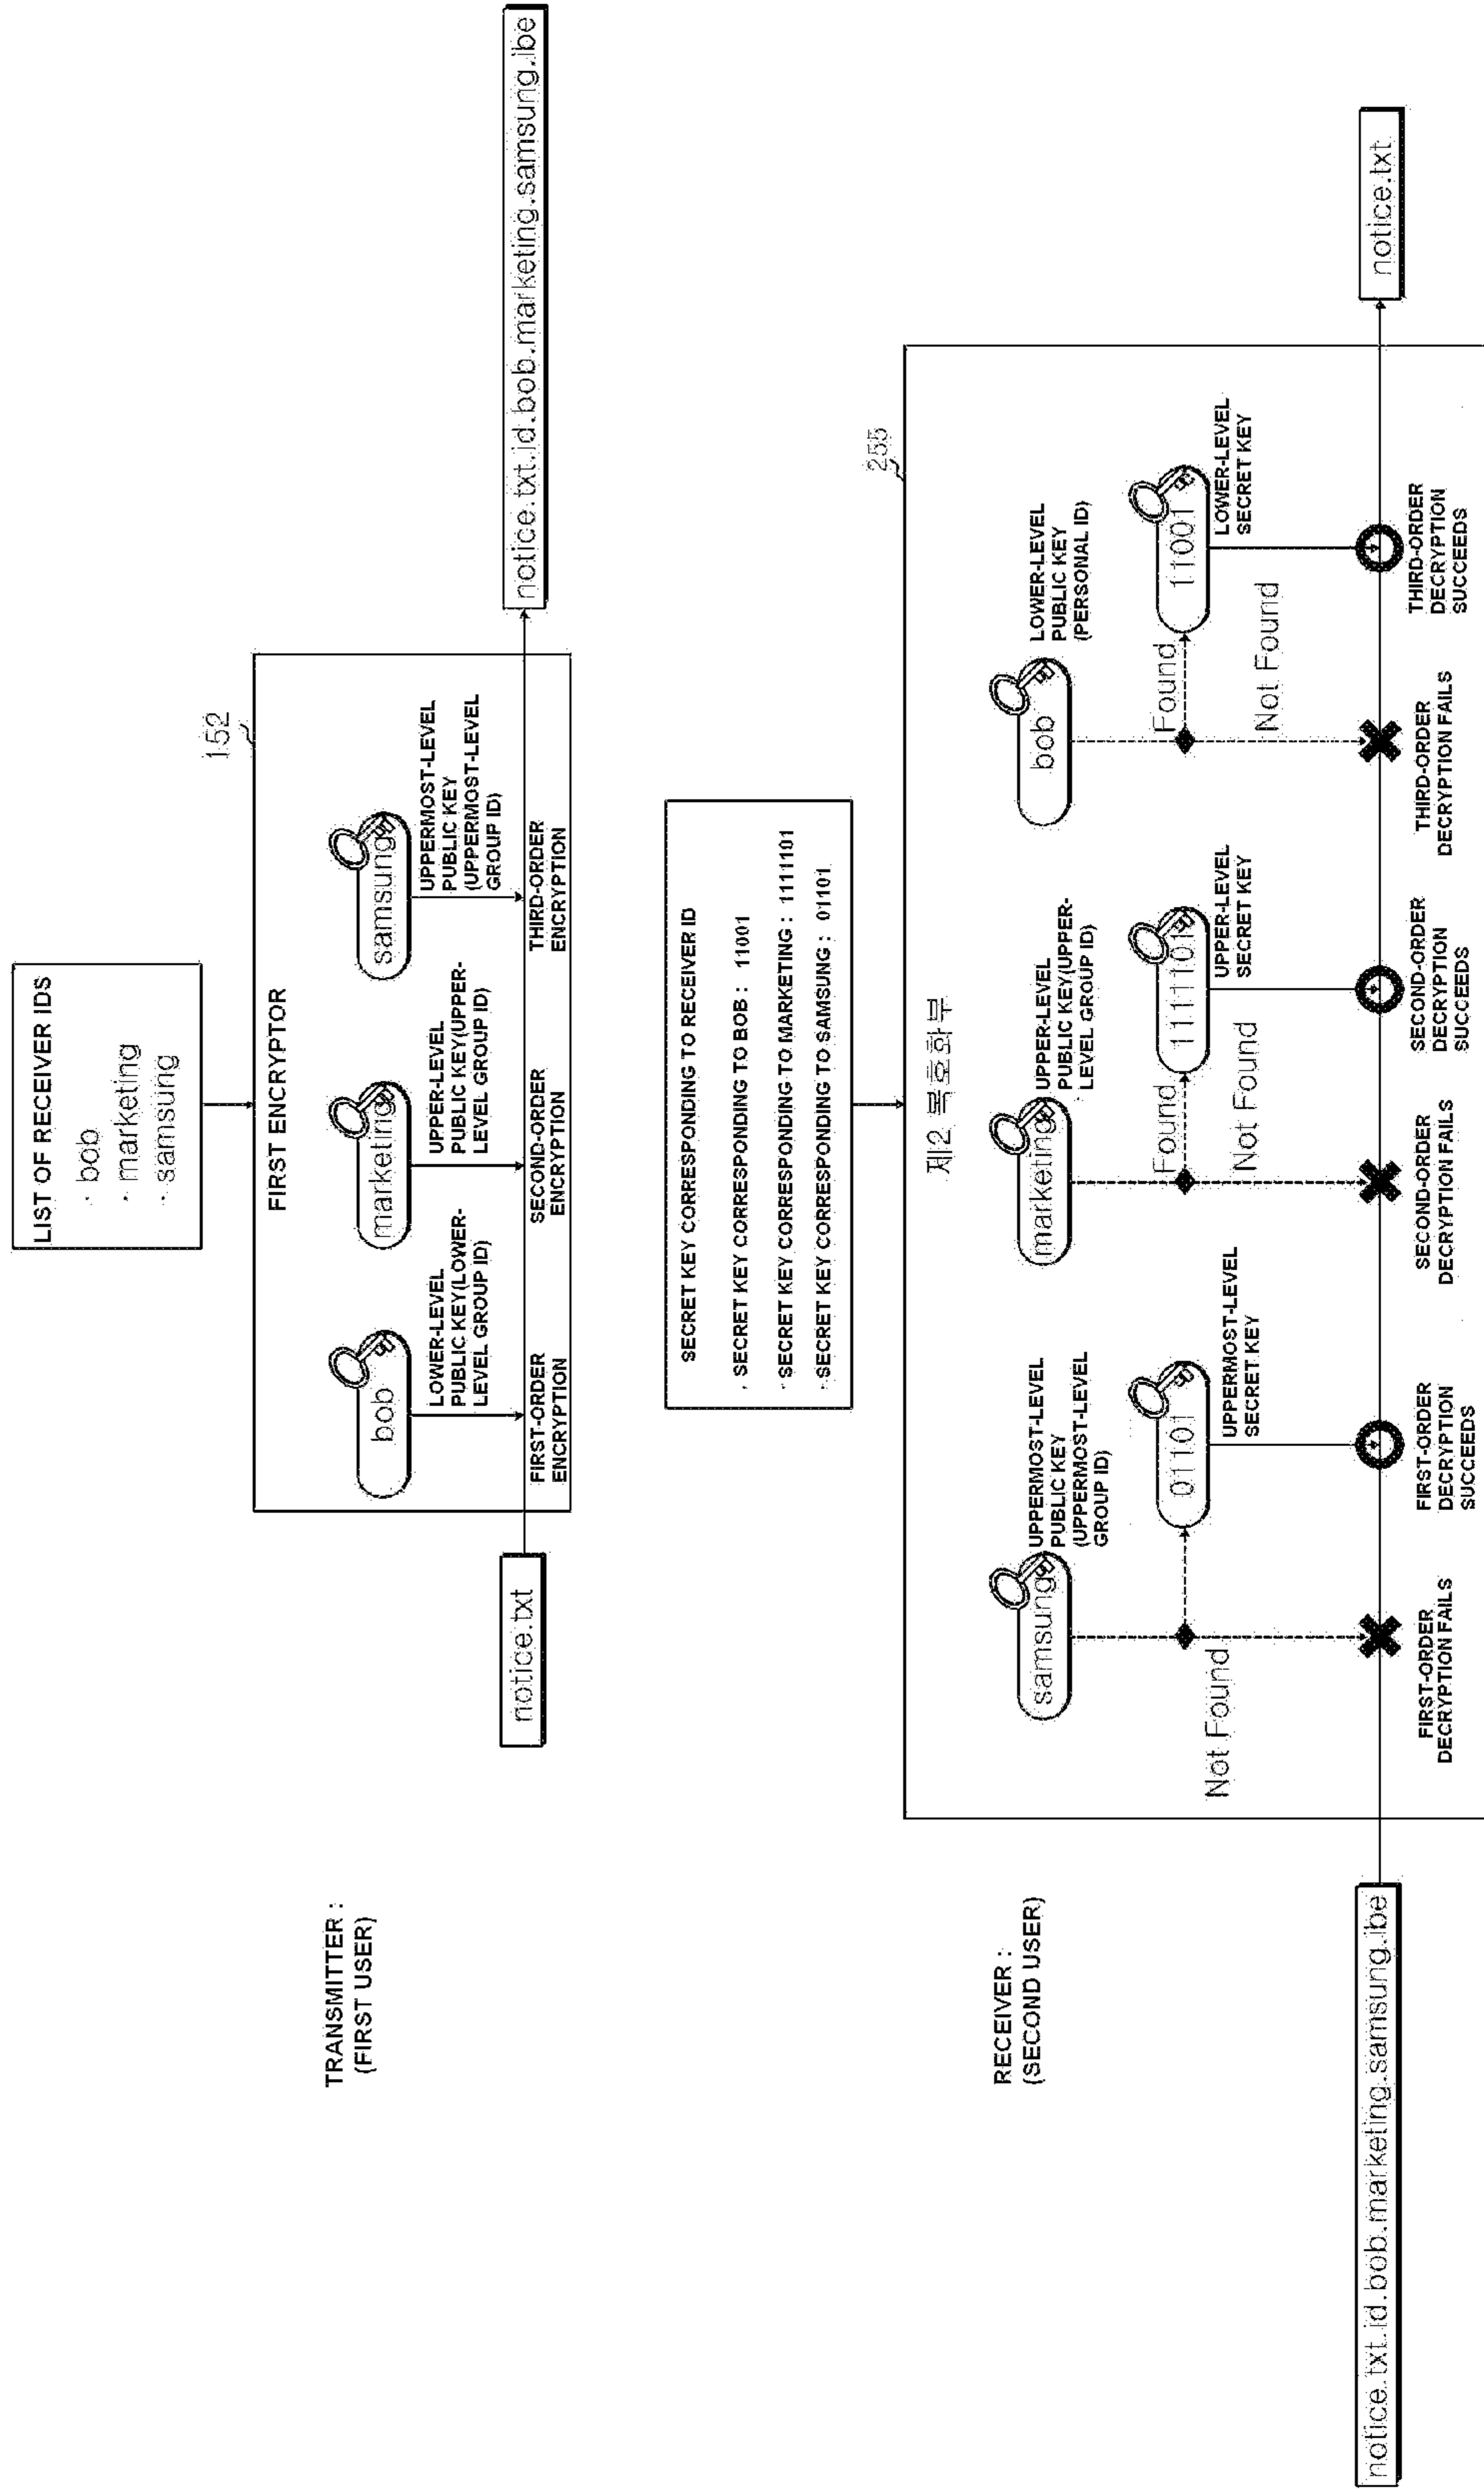 LIST OF RECEIVER IDS
· bob
· marketing
· samsung
152
FIRST ENCRYPTOR
TRANSMITTER :
(FIRST USER)
notice.txt
bob
LOWER-LEVEL
PUBLIC KEY(LOWER-
LEVEL GROUP ID)
FIRST-ORDER
ENCRYPTION
marketing
UPPER-LEVEL
PUBLIC KEY(UPPER-
LEVEL GROUP ID)
SECOND-ORDER
ENCRYPTION
samsung
UPPERMOST-LEVEL
PUBLIC KEY
(UPPERMOST-LEVEL
GROUP ID)
THIRD-ORDER
ENCRYPTION
notice.txt.id.bob.marketing.samsung.ibe
SECRET KEY CORRESPONDING TO RECEIVER ID
· SECRET KEY CORRESPONDING TO BOB : 11001
· SECRET KEY CORRESPONDING TO MARKETING : 1111101
· SECRET KEY CORRESPONDING TO SAMSUNG : 01101
255
제2 복호화부
RECEIVER :
(SECOND USER)
notice.txt.id.bob.marketing.samsung.ibe
samsung
UPPERMOST-LEVEL
PUBLIC KEY
(UPPERMOST-LEVEL
GROUP ID)
Not Found
01101
UPPERMOST-LEVEL
SECRET KEY
FIRST-ORDER
DECRYPTION FAILS
FIRST-ORDER
DECRYPTION
SUCCEEDS
marketing
UPPER-LEVEL
PUBLIC KEY(UPPER-
LEVEL GROUP ID)
Found
Not Found
1111101
UPPER-LEVEL
SECRET KEY
SECOND-ORDER
DECRYPTION FAILS
SECOND-ORDER
DECRYPTION
SUCCEEDS
bob
LOWER-LEVEL
PUBLIC KEY
(PERSONAL ID)
Found
Not Found
11001
LOWER-LEVEL
SECRET KEY
THIRD-ORDER
DECRYPTION FAILS
THIRD-ORDER
DECRYPTION
SUCCEEDS
notice.txt